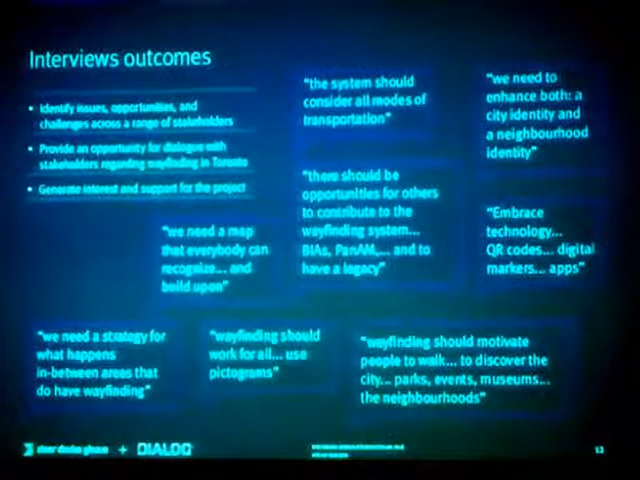 Interviews outcomes
• Identify issues, opportunities, and
challenges across a range of stakeholders
• Provide an opportunity for dialogue with
stakeholders regarding wayfinding in Toronto
• Generate interest and support for the project
"the system should
consider all modes of
transportation"
"we need to
enhance both: a
city identity and
a neighbourhood
identity"
"there should be
opportunities for others
to contribute to the
wayfinding system...
BIAs, PanAM,... and to
have a legacy"
"we need a map
that everybody can
recognize... and
build upon"
"Embrace
technology...
QR codes... digital
markers... apps"
"we need a strategy for
what happens
in-between areas that
do have wayfinding"
"wayfinding should
work for all... use
pictograms"
"wayfinding should motivate
people to walk... to discover the
city... parks, events, museums...
the neighbourhoods"
+ DIALOG